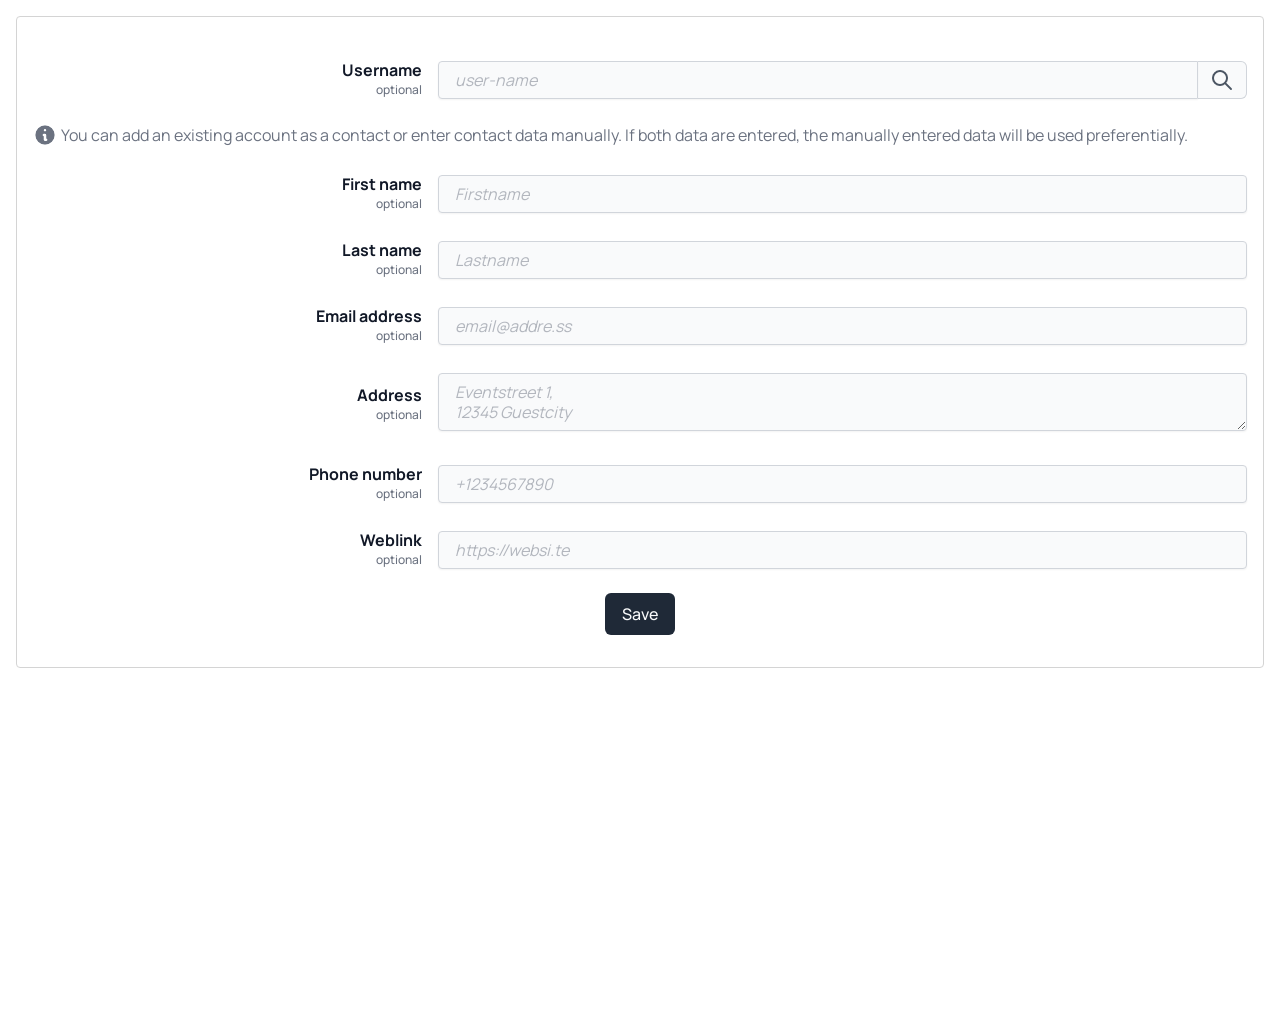 Username
optional
user-name
You can add an existing account as a contact or enter contact data manually. If both data are entered, the manually entered data will be used preferentially.
First name
optional
Firstname
Last name
optional
Lastname
Email address
optional
email@addre.ss
Address
optional
Eventstreet 1,
12345 Guestcity
Phone number
optional
+1234567890
Weblink
optional
https://websi.te
Save